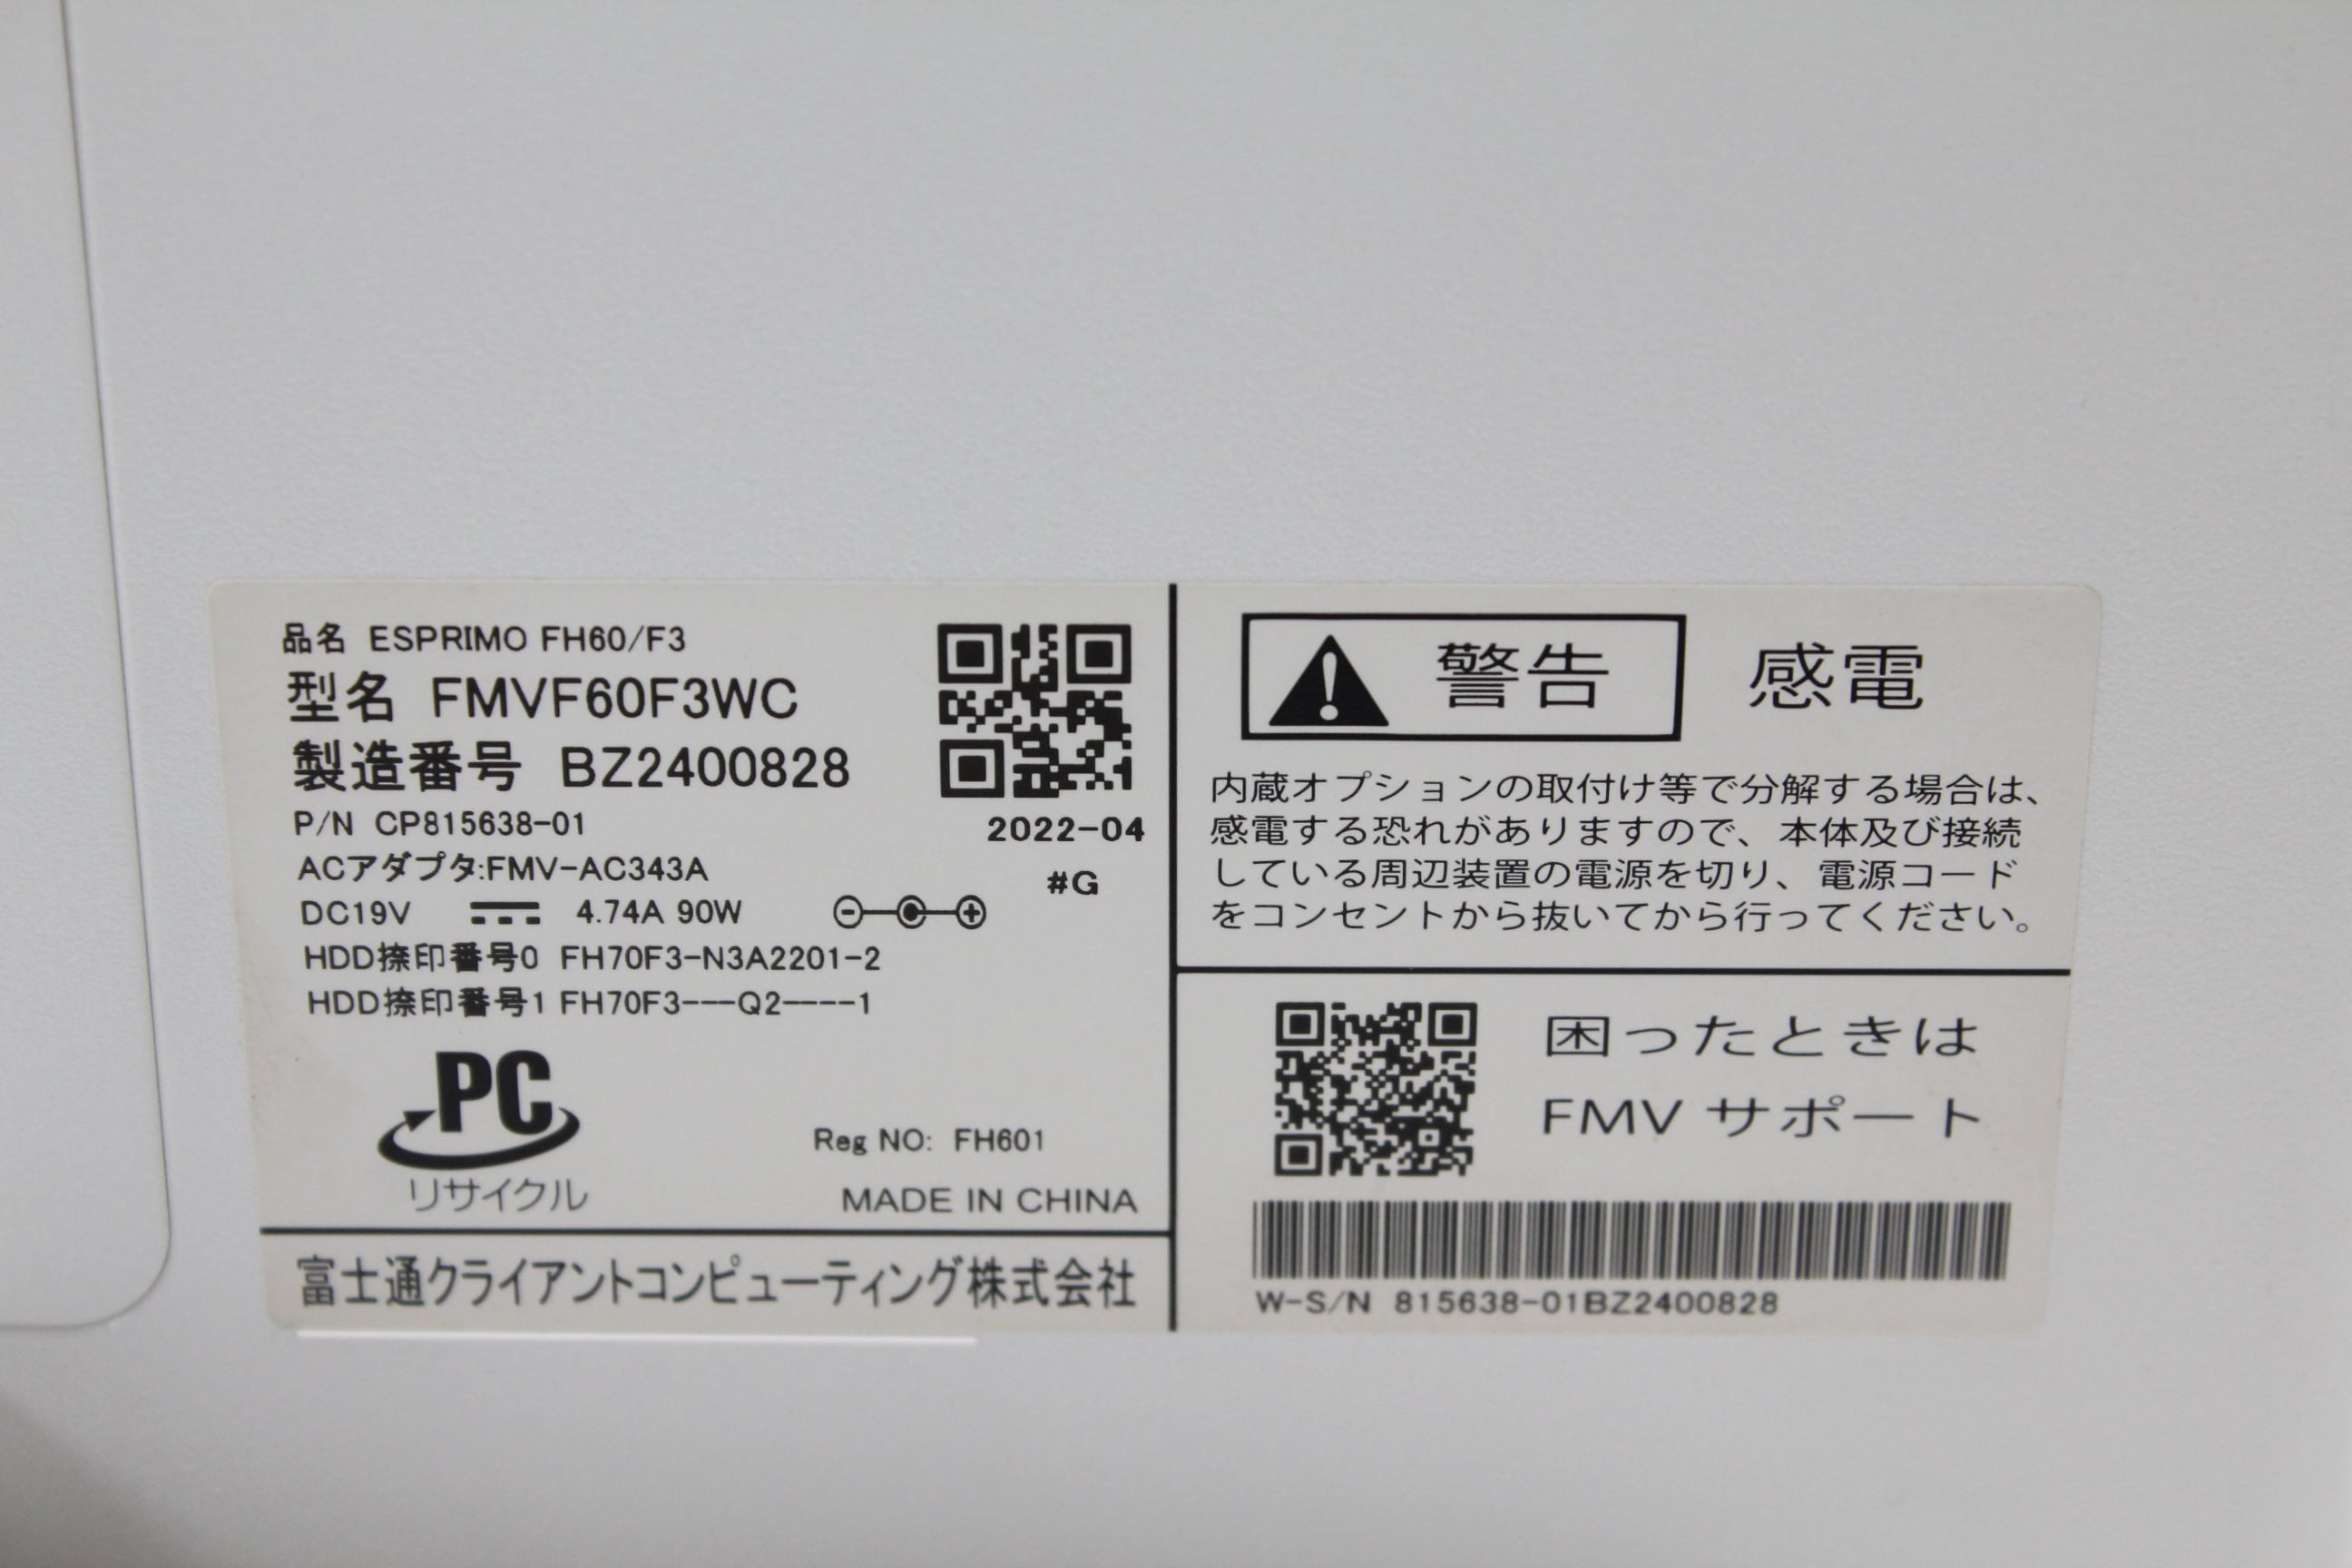 品名 ESPRIMO FH60/F3
型名 FMVF60F3WC
製造番号 BZ2400828
P/N CP815638-01
2022-04
ACアダプタ:FMV-AC343A
#G
DC19V 4.74A 90W
HDD捺印番号0 FH70F3-N3A2201-2
HDD捺印番号1 FH70F3---Q2----1
PC
リサイクル
Reg NO: FH601
MADE IN CHINA
富士通クライアントコンピューティング株式会社
警告 感電
内蔵オプションの取付け等で分解する場合は、
感電する恐れがありますので、本体及び接続
している周辺装置の電源を切り、電源コード
をコンセントから抜いてから行ってください。
困ったときは
FMV サポート
W-S/N 815638-01BZ2400828